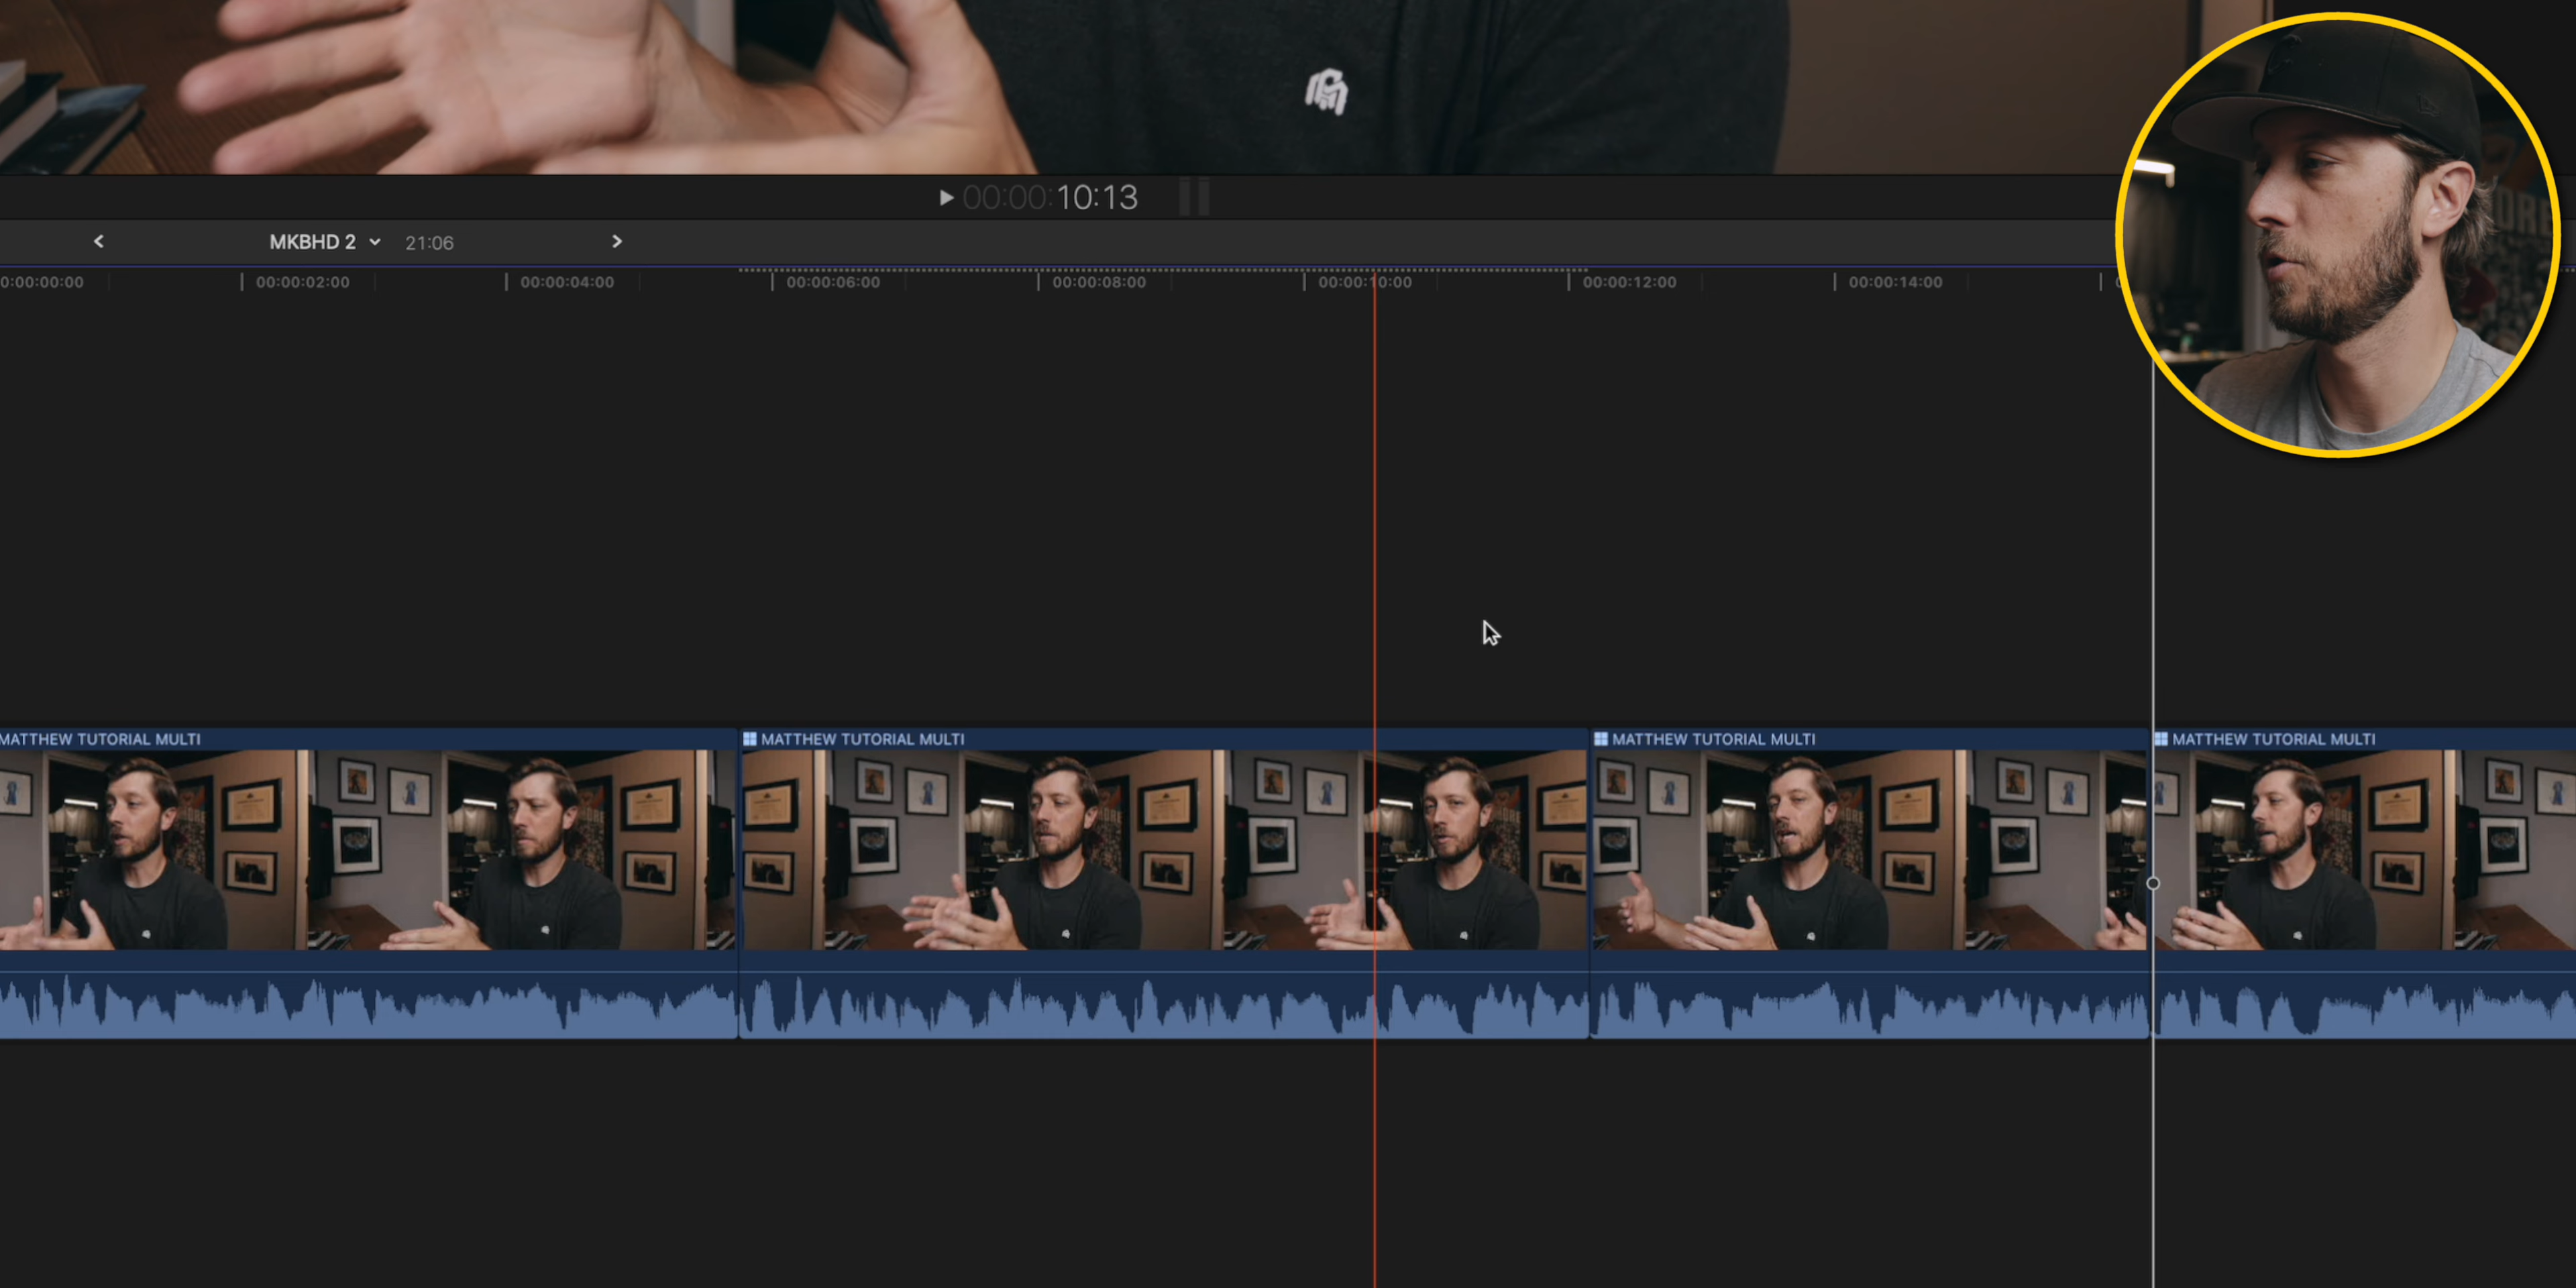 00:00:10:13
MKBHD 2 21:06
0:00:00:00 00:00:02:00 00:00:04:00 00:00:06:00 00:00:08:00 00:00:10:00 00:00:12:00 00:00:14:00
MATTHEW TUTORIAL MULTI MATTHEW TUTORIAL MULTI MATTHEW TUTORIAL MULTI MATTHEW TUTORIAL MULTI